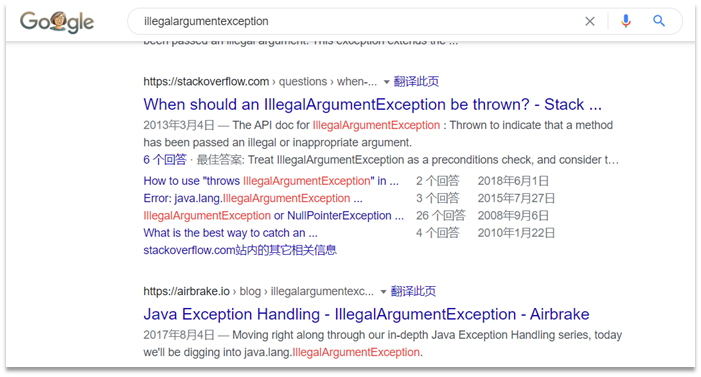 Google
illegalargumentexception
been passed an illegal argument. This exception extends the ...
https://stackoverflow.com › questions › when-... 翻译此页
When should an IllegalArgumentException be thrown? - Stack ...
2013年3月4日 — The API doc for IllegalArgumentException : Thrown to indicate that a method
has been passed an illegal or inappropriate argument.
6 个回答 · 最佳答案: Treat IllegalArgumentException as a preconditions check, and consider t...
How to use "throws IllegalArgumentException" in ... 2 个回答 2018年6月1日
Error: java.lang.IllegalArgumentException ... 3 个回答 2015年7月27日
IllegalArgumentException or NullPointerException ... 26 个回答 2008年9月6日
What is the best way to catch an ... 4 个回答 2010年1月22日
stackoverflow.com站内的其它相关信息
https://airbrake.io › blog › illegalargumentexc... 翻译此页
Java Exception Handling - IllegalArgumentException - Airbrake
2017年8月4日 — Moving right along through our in-depth Java Exception Handling series, today
we'll be digging into java.lang.IllegalArgumentException.